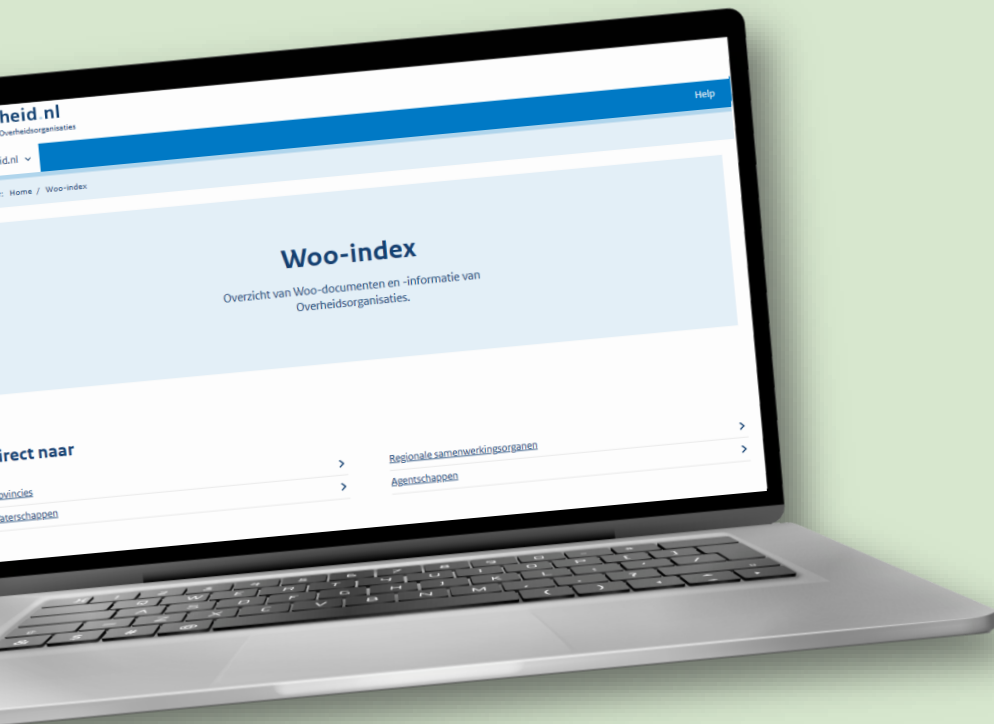 heid.nl
Overheidsorganisaties
id.nl
Help
Home / Woo-index
Woo-index
Overzicht van Woo-documenten en -informatie van
Overheidsorganisaties.
irect naar
ovincies
aterschappen
Regionale samenwerkingsorganen
Agentschappen